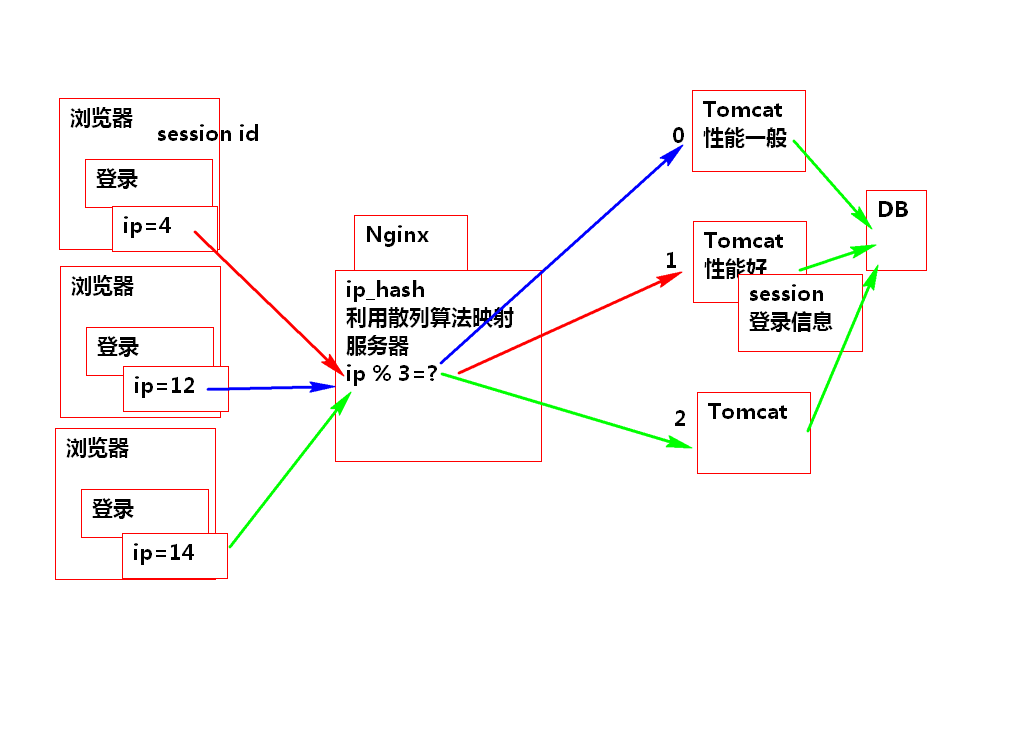 浏览器
session id
登录
ip=4
浏览器
登录
ip=12
浏览器
登录
ip=14
Nginx
ip_hash
利用散列算法映射
服务器
ip % 3=?
0
Tomcat
性能一般
1
Tomcat
性能好
session
登录信息
2
Tomcat
DB